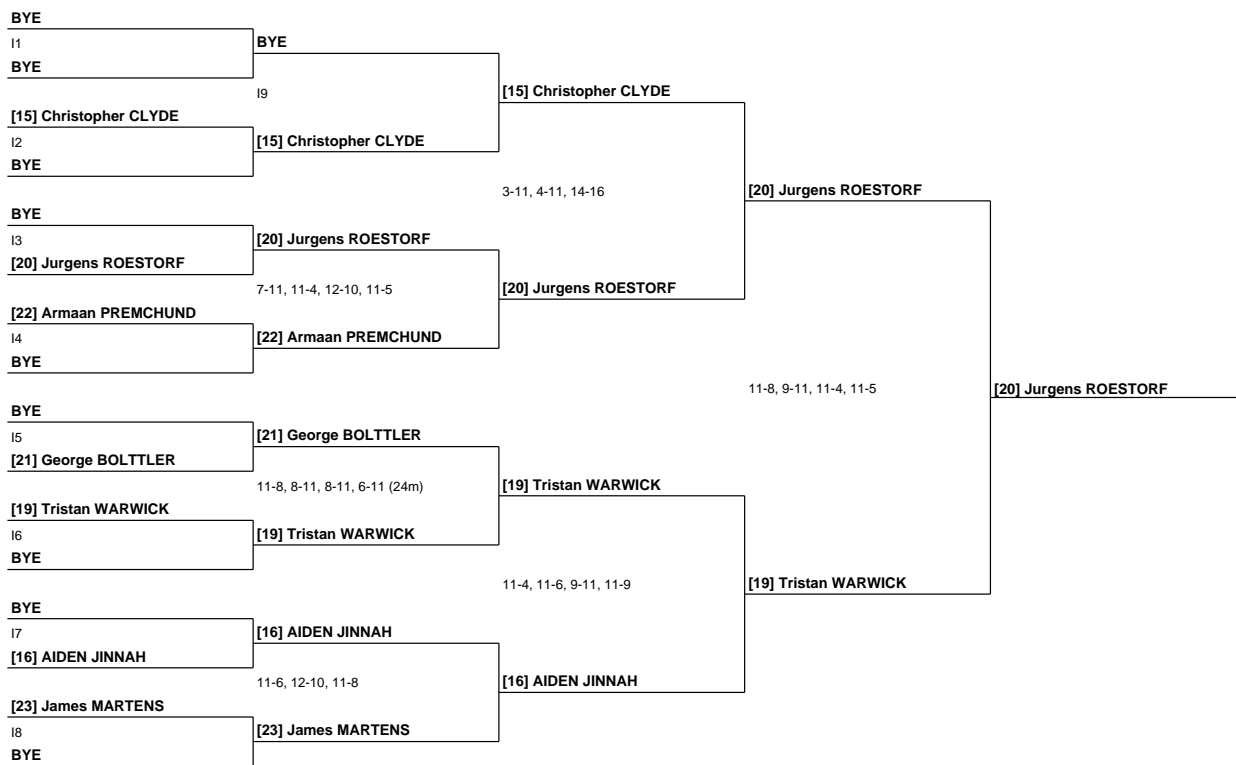 BYE
I1
BYE
BYE
I9
[15] Christopher CLYDE
[15] Christopher CLYDE
I2
[15] Christopher CLYDE
BYE
3-11, 4-11, 14-16
[20] Jurgens ROESTORF
BYE
I3
[20] Jurgens ROESTORF
[20] Jurgens ROESTORF
7-11, 11-4, 12-10, 11-5
[20] Jurgens ROESTORF
[22] Armaan PREMCHUND
I4
[22] Armaan PREMCHUND
BYE
11-8, 9-11, 11-4, 11-5
[20] Jurgens ROESTORF
BYE
I5
[21] George BOLTTLER
[21] George BOLTTLER
11-8, 8-11, 8-11, 6-11 (24m)
[19] Tristan WARWICK
[19] Tristan WARWICK
I6
[19] Tristan WARWICK
BYE
11-4, 11-6, 9-11, 11-9
[19] Tristan WARWICK
BYE
I7
[16] AIDEN JINNAH
[16] AIDEN JINNAH
11-6, 12-10, 11-8
[16] AIDEN JINNAH
[23] James MARTENS
I8
[23] James MARTENS
BYE